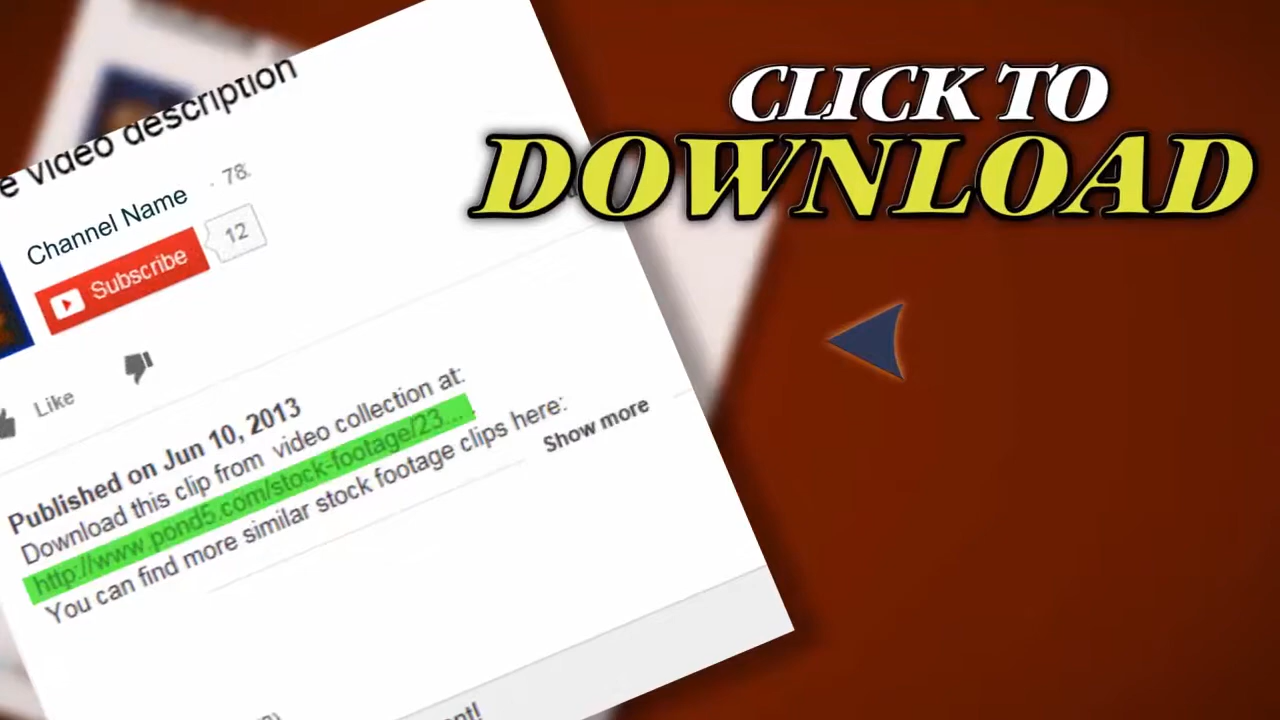 CLICK TO
DOWNLOAD
e video description
Channel Name · 78
Subscribe 12
Like
Published on Jun 10, 2013
Download this clip from video collection at:
http://www.pond5.com/stock-footage/23... .
You can find more similar stock footage clips here:
Show more